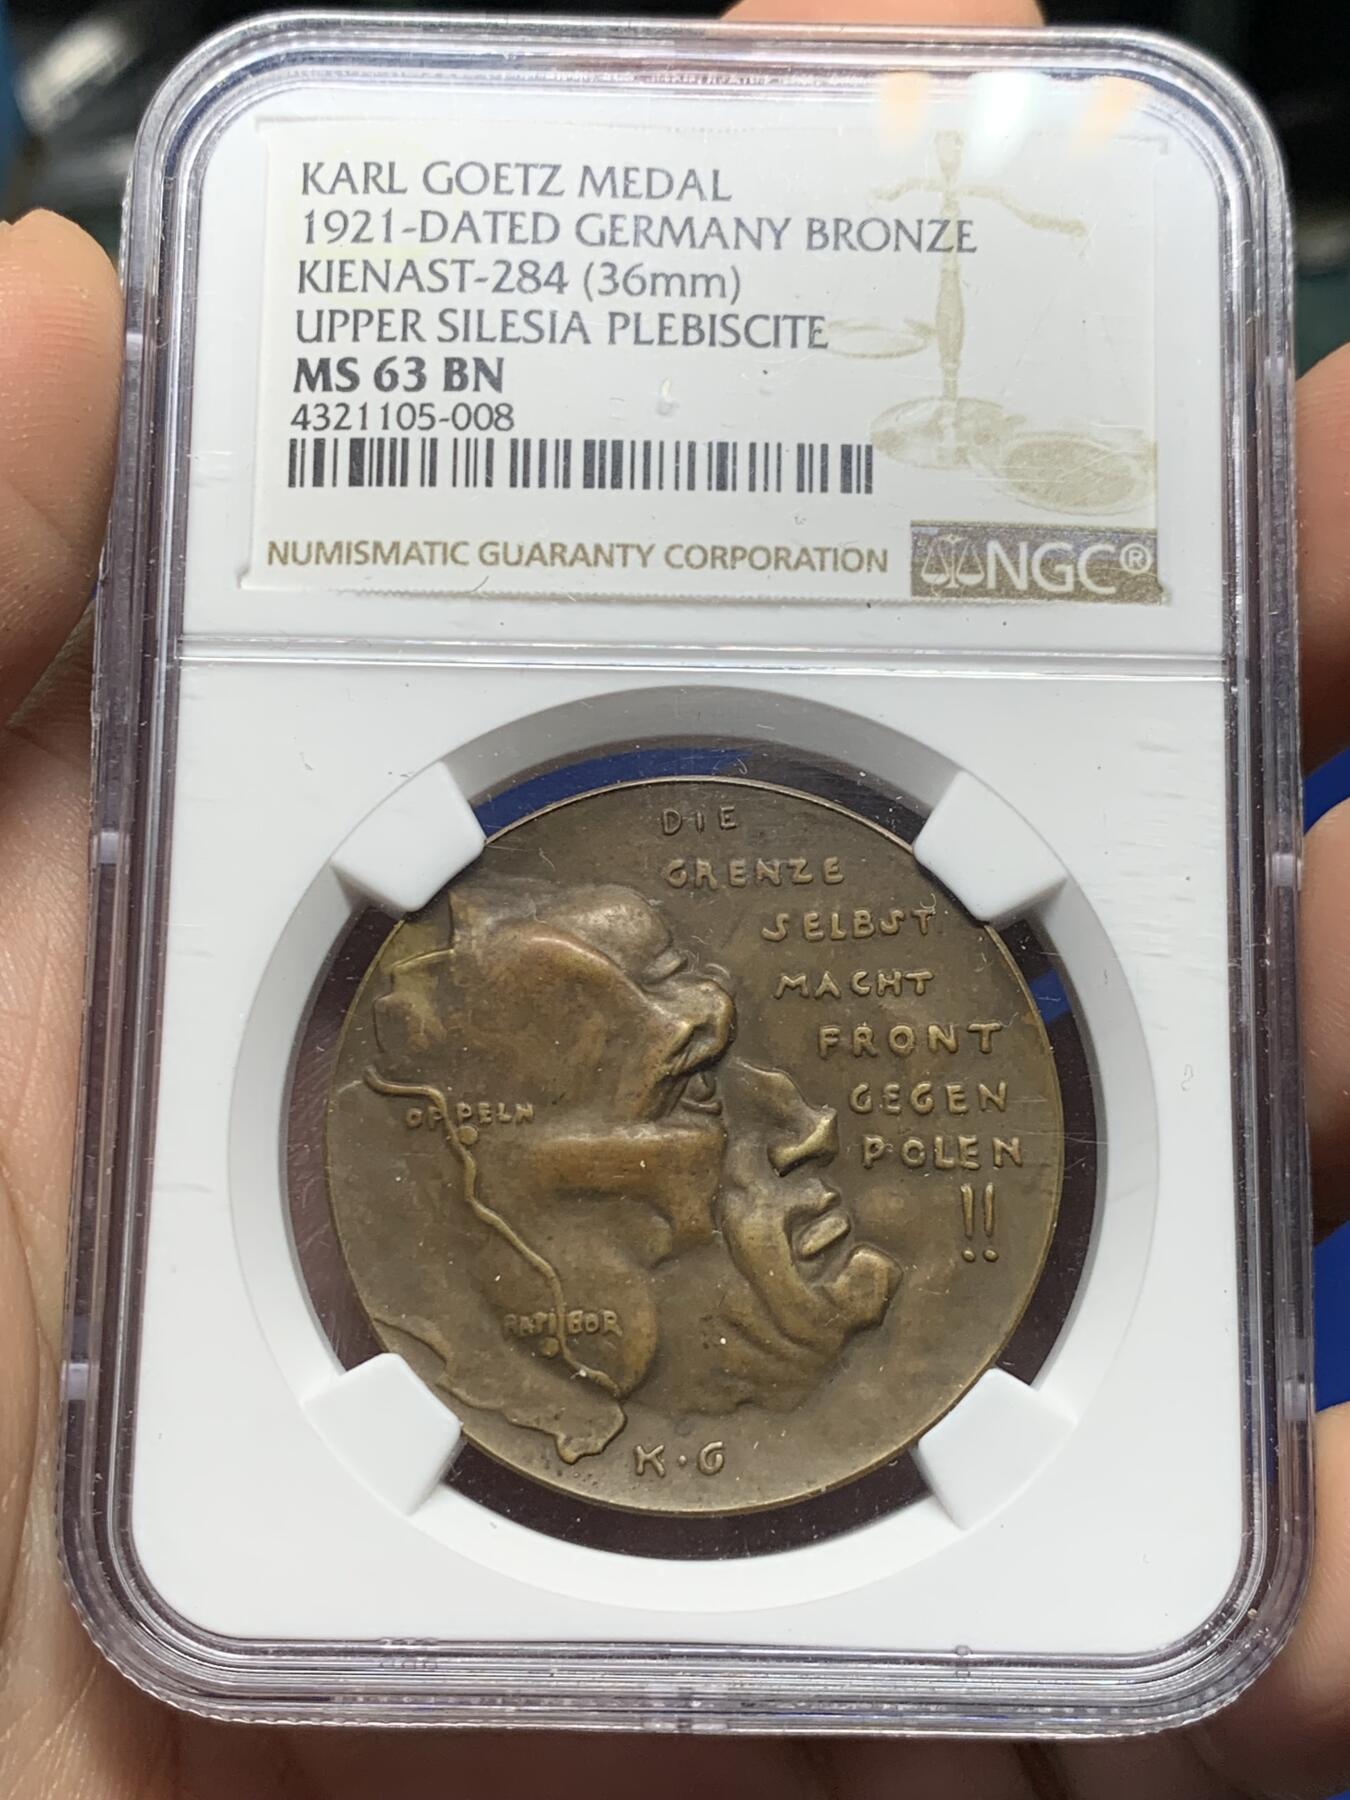 KARL GOETZ MEDAL
1921-DATED GERMANY BRONZE
KIENAST-284 (36mm)
UPPER SILESIA PLEBISCITE
MS 63 BN
4321105-008
NUMISMATIC GUARANTY CORPORATION
NGC®
DIE
GRENZE
SELBST
MACHT
FRONT
GEGEN
POLEN
!!
OPPELN
RATIBOR
K·G